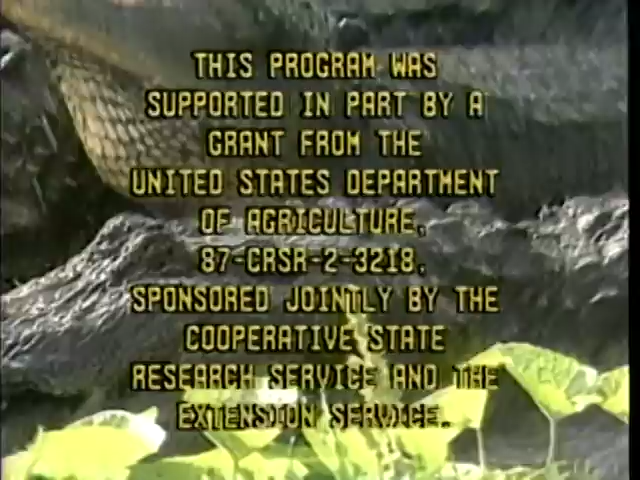 THIS PROGRAM WAS
SUPPORTED IN PART BY A
GRANT FROM THE
UNITED STATES DEPARTMENT
OF AGRICULTURE,
87-CRSR-2-3218,
SPONSORED JOINTLY BY THE
COOPERATIVE STATE
RESEARCH SERVICE AND THE
EXTENSION SERVICE.